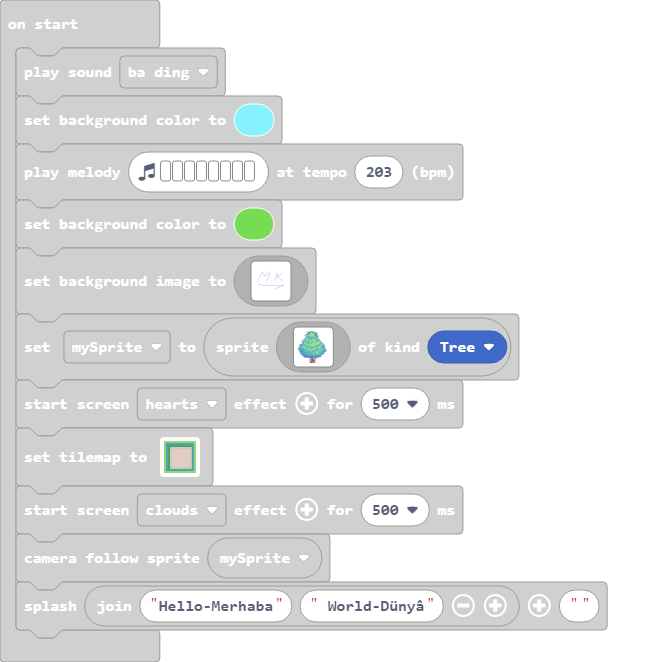 on start
play sound ba ding
set background color to
play melody at tempo 203 (bpm)
set background color to
set background image to MK
set mySprite to sprite of kind Tree
start screen hearts effect for 500 ms
set tilemap to
start screen clouds effect for 500 ms
camera follow sprite mySprite
splash join "Hello-Merhaba" " World-Dünyâ" ""